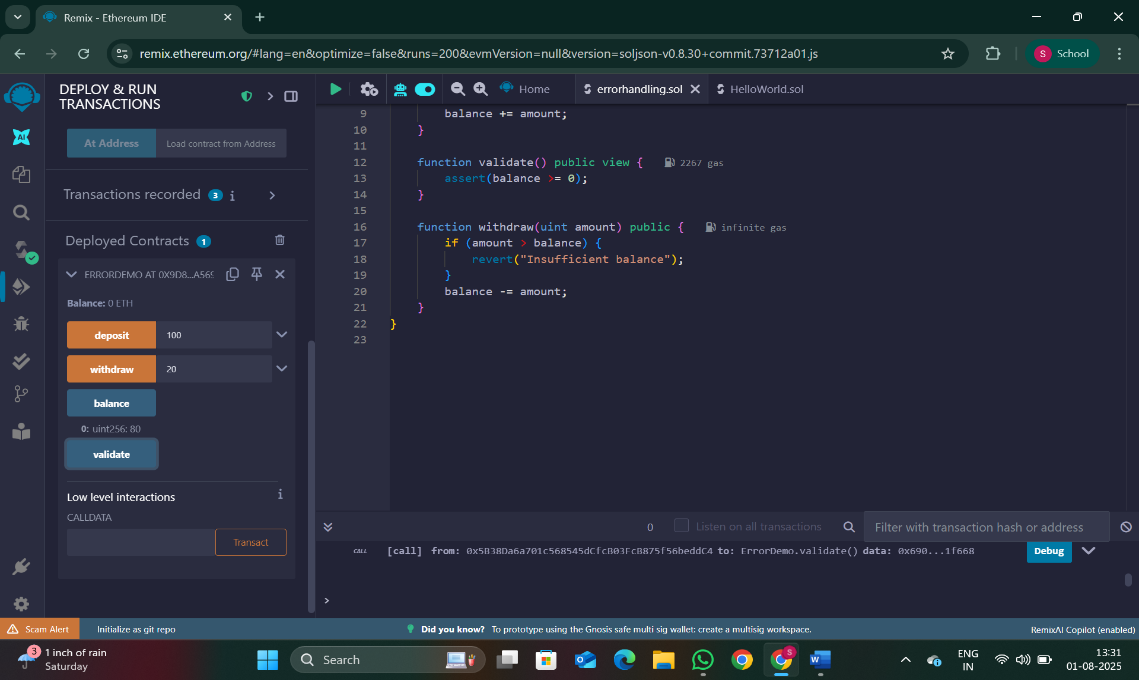 Remix - Ethereum IDE
remix.ethereum.org/#lang=en&optimize=false&runs=200&evmVersion=null&version=soljson-v0.8.30+commit.73712a01.js
S School
DEPLOY & RUN
TRANSACTIONS
AI
At Address Load contract from Address
Transactions recorded 3 i
Deployed Contracts 1
ERRORDEMO AT 0X9D8...A569
Balance: 0 ETH
deposit 100
withdraw 20
balance
0: uint256: 80
validate
Low level interactions i
CALLDATA
Transact
Home errorhandling.sol HelloWorld.sol
9 balance += amount;
10 }
11
12 function validate() public view { 2267 gas
13 assert(balance >= 0);
14 }
15
16 function withdraw(uint amount) public { infinite gas
17 if (amount > balance) {
18 revert("Insufficient balance");
19 }
20 balance -= amount;
21 }
22 }
23
0 Listen on all transactions Filter with transaction hash or address
CALL [call] from: 0x5B38Da6a701c568545dCfcB03FcB875f56beddC4 to: ErrorDemo.validate() data: 0x690...1f668 Debug
>
Scam Alert Initialize as git repo Did you know? To prototype using the Gnosis safe multi sig wallet: create a multisig workspace. RemixAI Copilot (enabled)
3 1 inch of rain
Saturday
Search
S
W
ENG
IN
13:31
01-08-2025